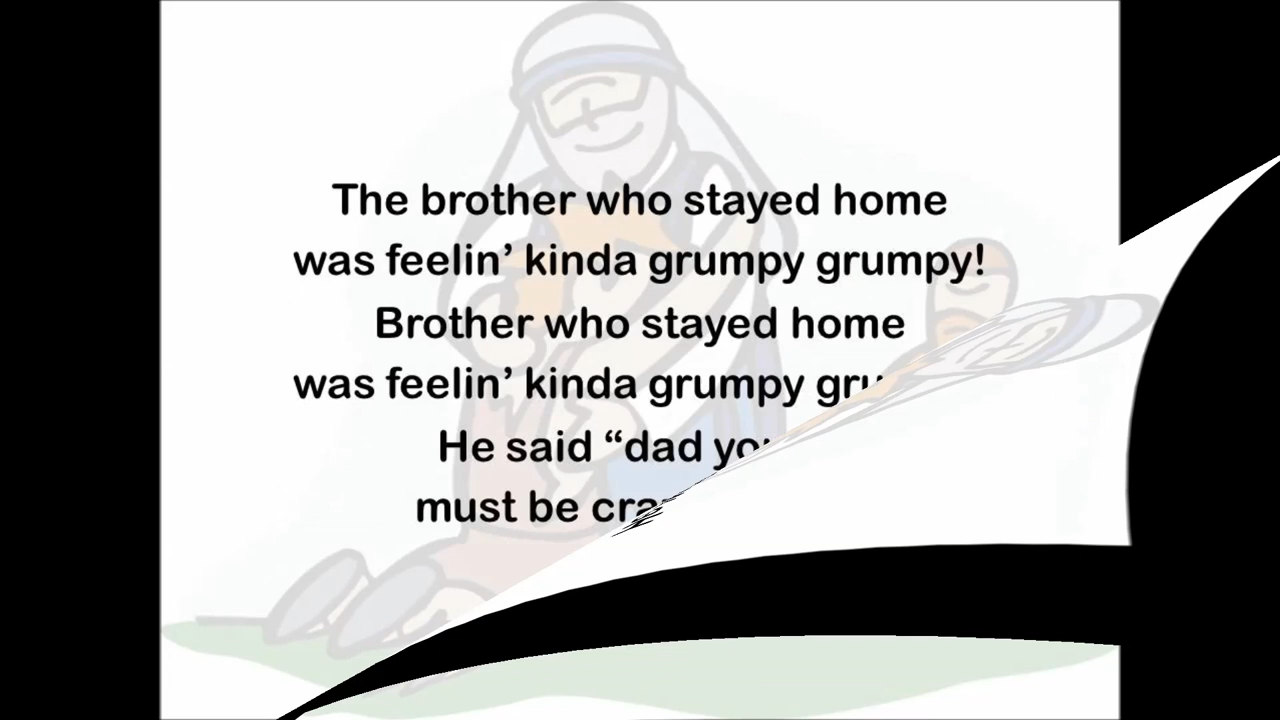 The brother who stayed home
was feelin’ kinda grumpy grumpy!
Brother who stayed home
was feelin’ kinda grumpy
He said “dad
must be